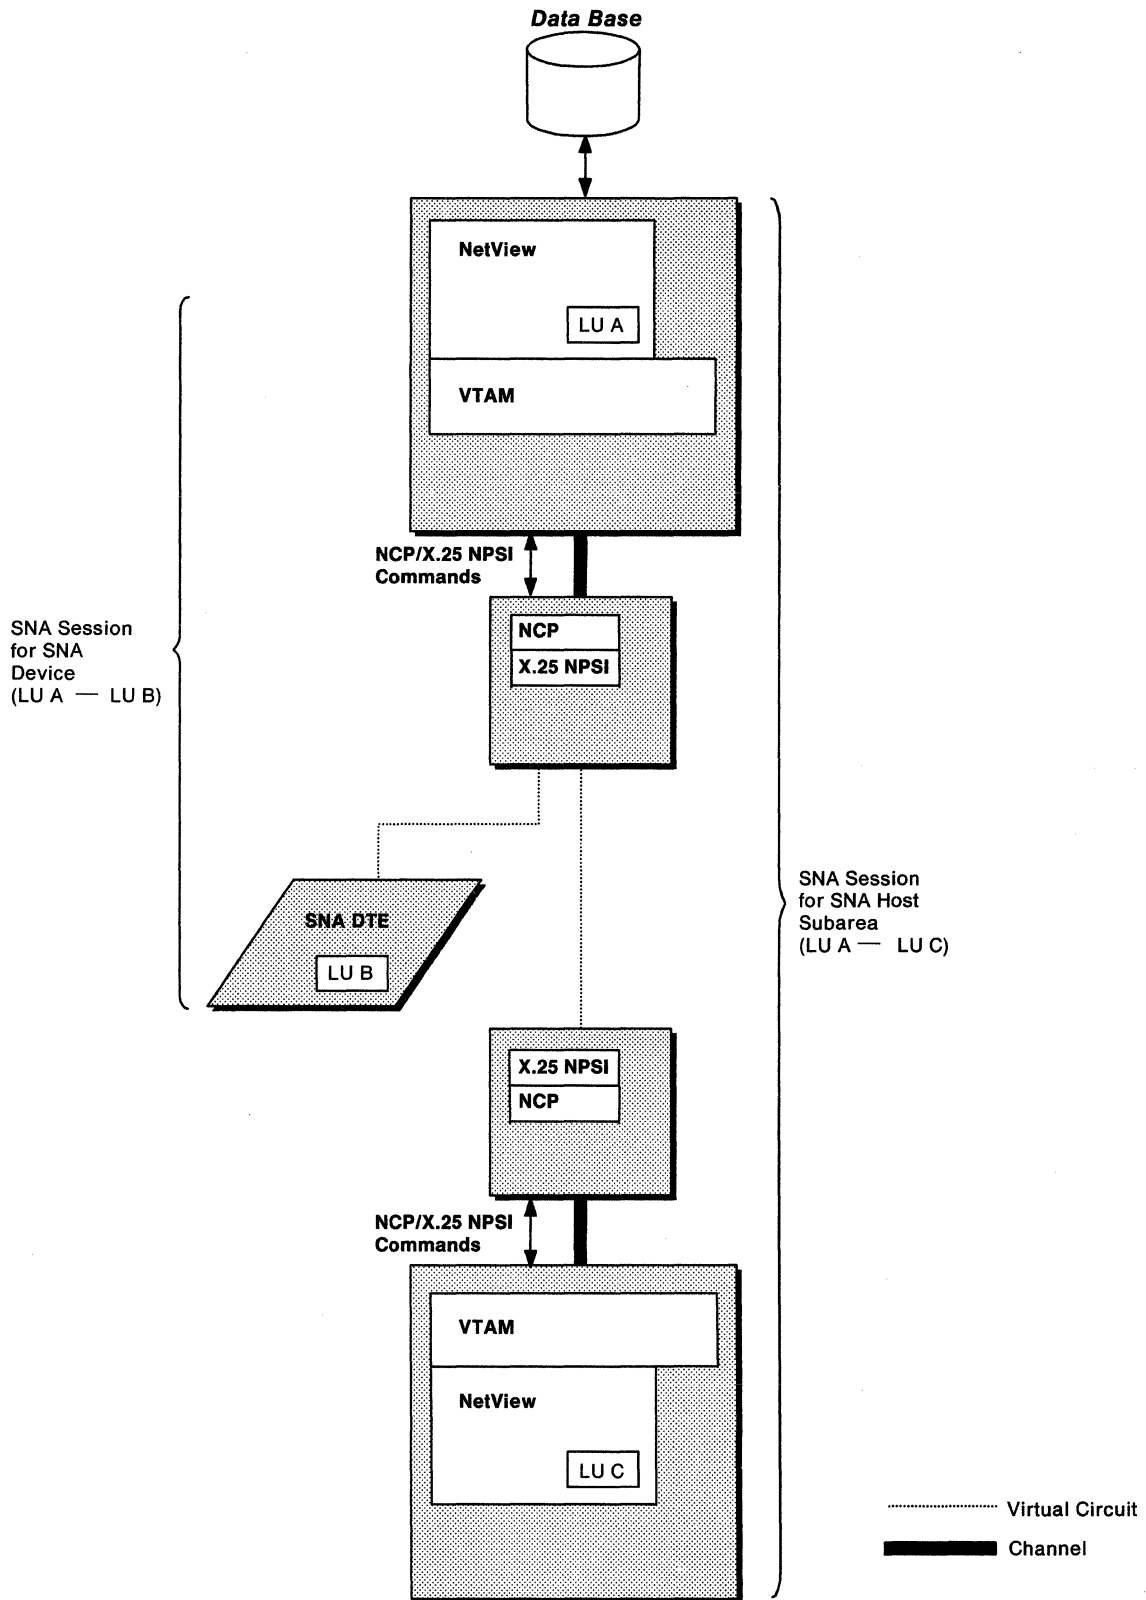 Data Base
NetView
LU A
VTAM
NCP/X.25 NPSI
Commands
NCP
X.25 NPSI
SNA Session
for SNA
Device
(LU A — LU B)
SNA DTE
LU B
SNA Session
for SNA Host
Subarea
(LU A — LU C)
X.25 NPSI
NCP
NCP/X.25 NPSI
Commands
VTAM
NetView
LU C
Virtual Circuit
Channel